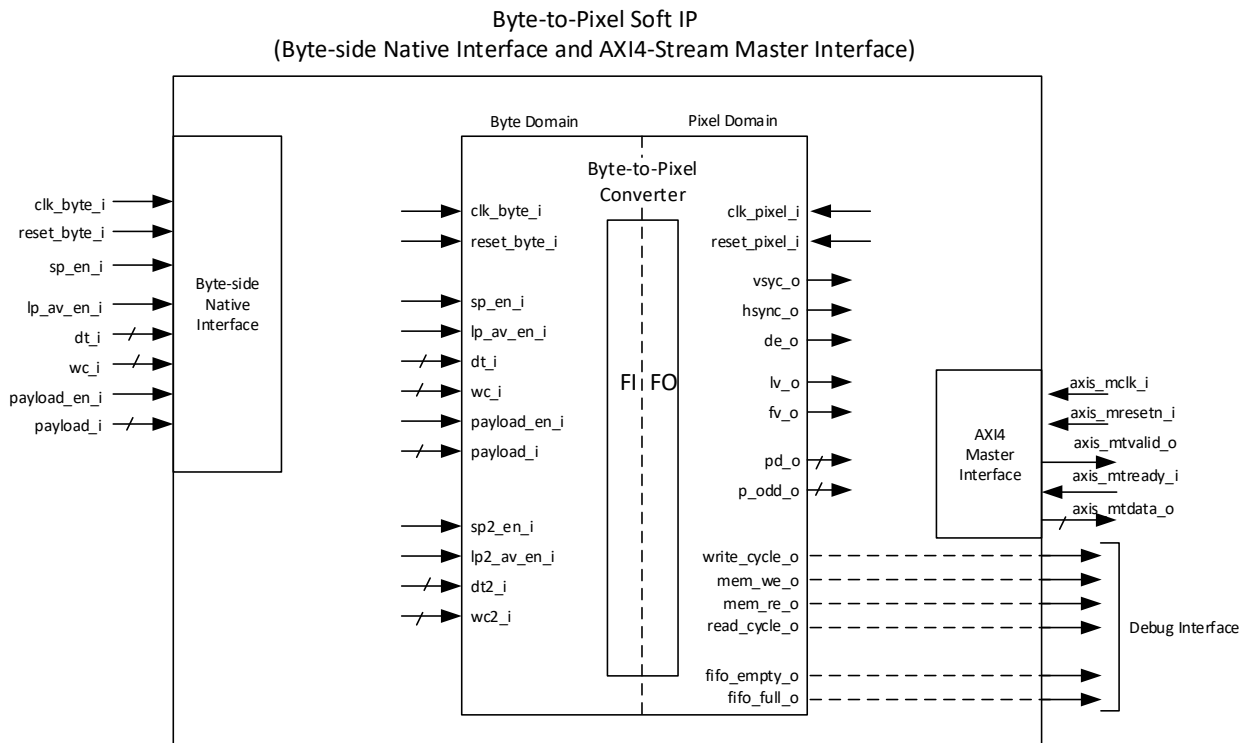 Byte-to-Pixel Soft IP
(Byte-side Native Interface and AXI4-Stream Master Interface)
Byte Domain
Pixel Domain
Byte-to-Pixel
Converter
FI FO
clk_byte_i
reset_byte_i
sp_en_i
lp_av_en_i
dt_i
wc_i
payload_en_i
payload_i
Byte-side
Native
Interface
clk_byte_i
reset_byte_i
sp_en_i
lp_av_en_i
dt_i
wc_i
payload_en_i
payload_i
sp2_en_i
lp2_av_en_i
dt2_i
wc2_i
clk_pixel_i
reset_pixel_i
vsyc_o
hsync_o
de_o
lv_o
fv_o
pd_o
p_odd_o
write_cycle_o
mem_we_o
mem_re_o
read_cycle_o
fifo_empty_o
fifo_full_o
AXI4
Master
Interface
axis_mclk_i
axis_mresetn_i
axis_mtvalid_o
axis_mtready_i
axis_mtdata_o
Debug Interface